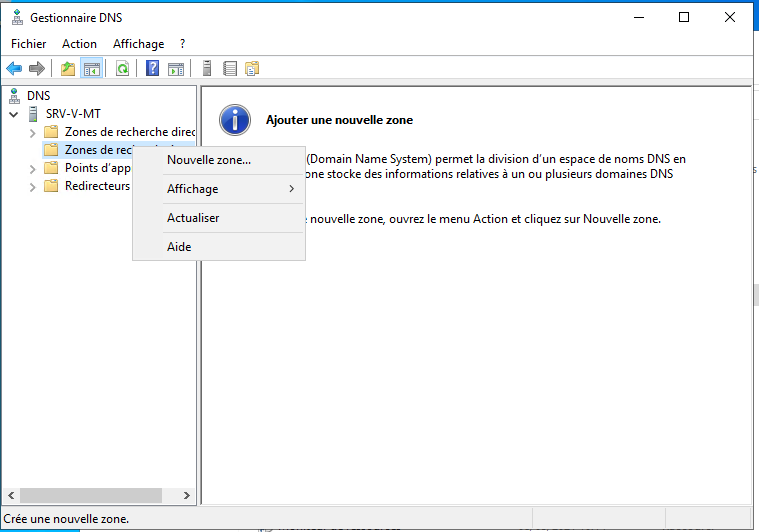 Gestionnaire DNS
Fichier Action Affichage ?
DNS
SRV-V-MT
Zones de recherche direc
Zones de rec
Points d'app
Redirecteurs
Nouvelle zone...
Affichage
Actualiser
Aide
Ajouter une nouvelle zone
(Domain Name System) permet la division d'un espace de noms DNS en
one stocke des informations relatives à un ou plusieurs domaines DNS
nouvelle zone, ouvrez le menu Action et cliquez sur Nouvelle zone.
Crée une nouvelle zone.